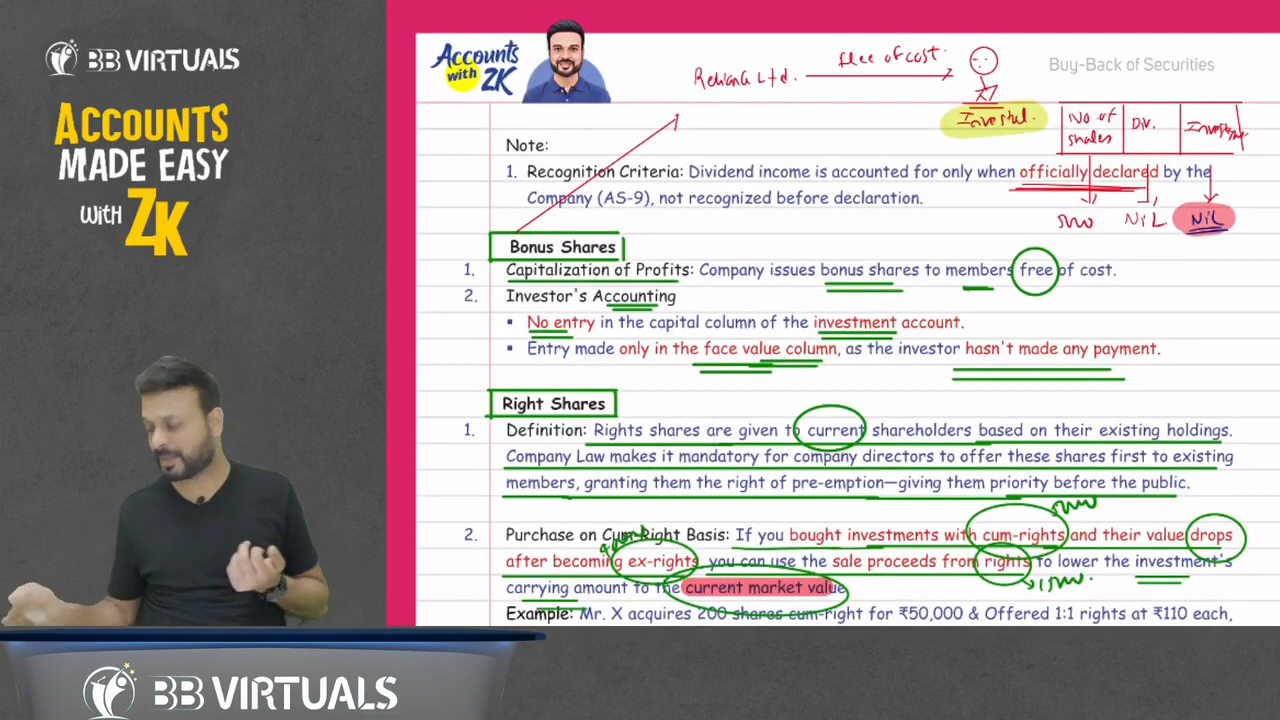 BB VIRTUALS
ACCOUNTS
MADE EASY
WITH ZK
Accounts
with ZK
Free of cost.
Buy-Back of Securities
Investor.
No of
shares
Div.
Note:
1. Recognition Criteria: Dividend income is accounted for only when officially declared by the
Company (AS-9), not recognized before declaration.
5000
NiL
NiL
Bonus Shares
1. Capitalization of Profits: Company issues bonus shares to members free of cost.
2. Investor's Accounting
▪ No entry in the capital column of the investment account.
▪ Entry made only in the face value column, as the investor hasn't made any payment.
Right Shares
1. Definition: Rights shares are given to current shareholders based on their existing holdings.
Company Law makes it mandatory for company directors to offer these shares first to existing
members, granting them the right of pre-emption—giving them priority before the public.
2. Purchase on Cum-Right Basis: If you bought investments with cum-rights and their value drops
after becoming ex-rights, you can use the sale proceeds from rights to lower the investment's
carrying amount to the current market value
Example: Mr. X acquires 200 shares cum-right for ₹50,000 & Offered 1:1 rights at ₹110 each,
BB VIRTUALS